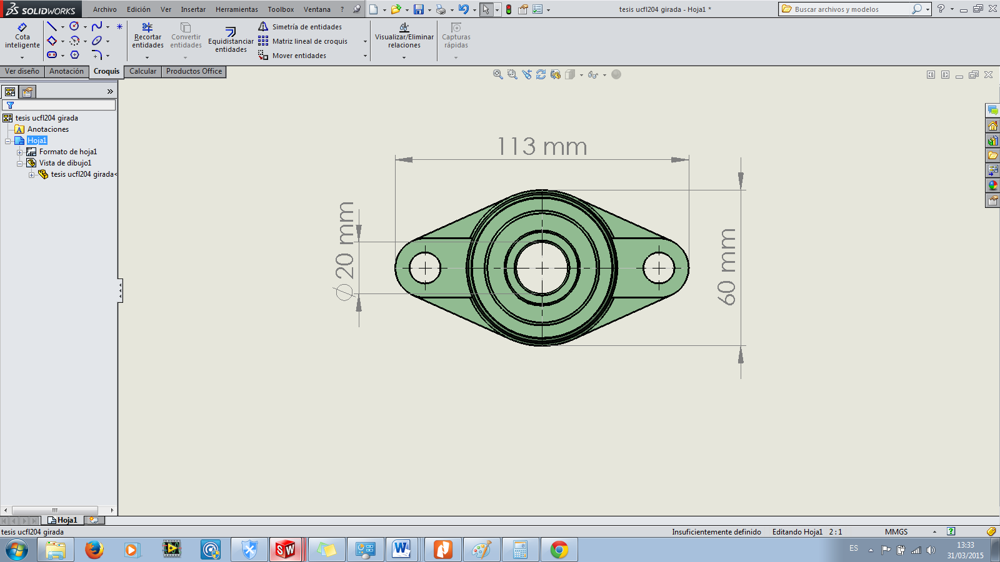 SOLIDWORKS
Archivo Edición Ver Insertar Herramientas Toolbox Ventana ?
tesis ucfl204 girada - Hoja1 *
Buscar archivos y modelos
Cota inteligente
Recortar entidades
Convertir entidades
Equidistanciar entidades
Simetría de entidades
Matriz lineal de croquis
Mover entidades
Visualizar/Eliminar relaciones
Capturas rápidas
Ver diseño Anotación Croquis Calcular Productos Office
tesis ucfl204 girada
Anotaciones
Hoja1
Formato de hoja1
Vista de dibujo1
tesis ucfl204 girada<
113 mm
Ø 20 mm
60 mm
Hoja1
tesis ucfl204 girada
Insuficientemente definido Editando Hoja1 2 : 1 MMGS
ES
13:33
31/03/2015